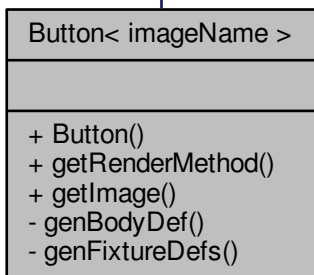 Button< imageName >
+ Button()
+ getRenderMethod()
+ getImage()
- genBodyDef()
- genFixtureDefs()